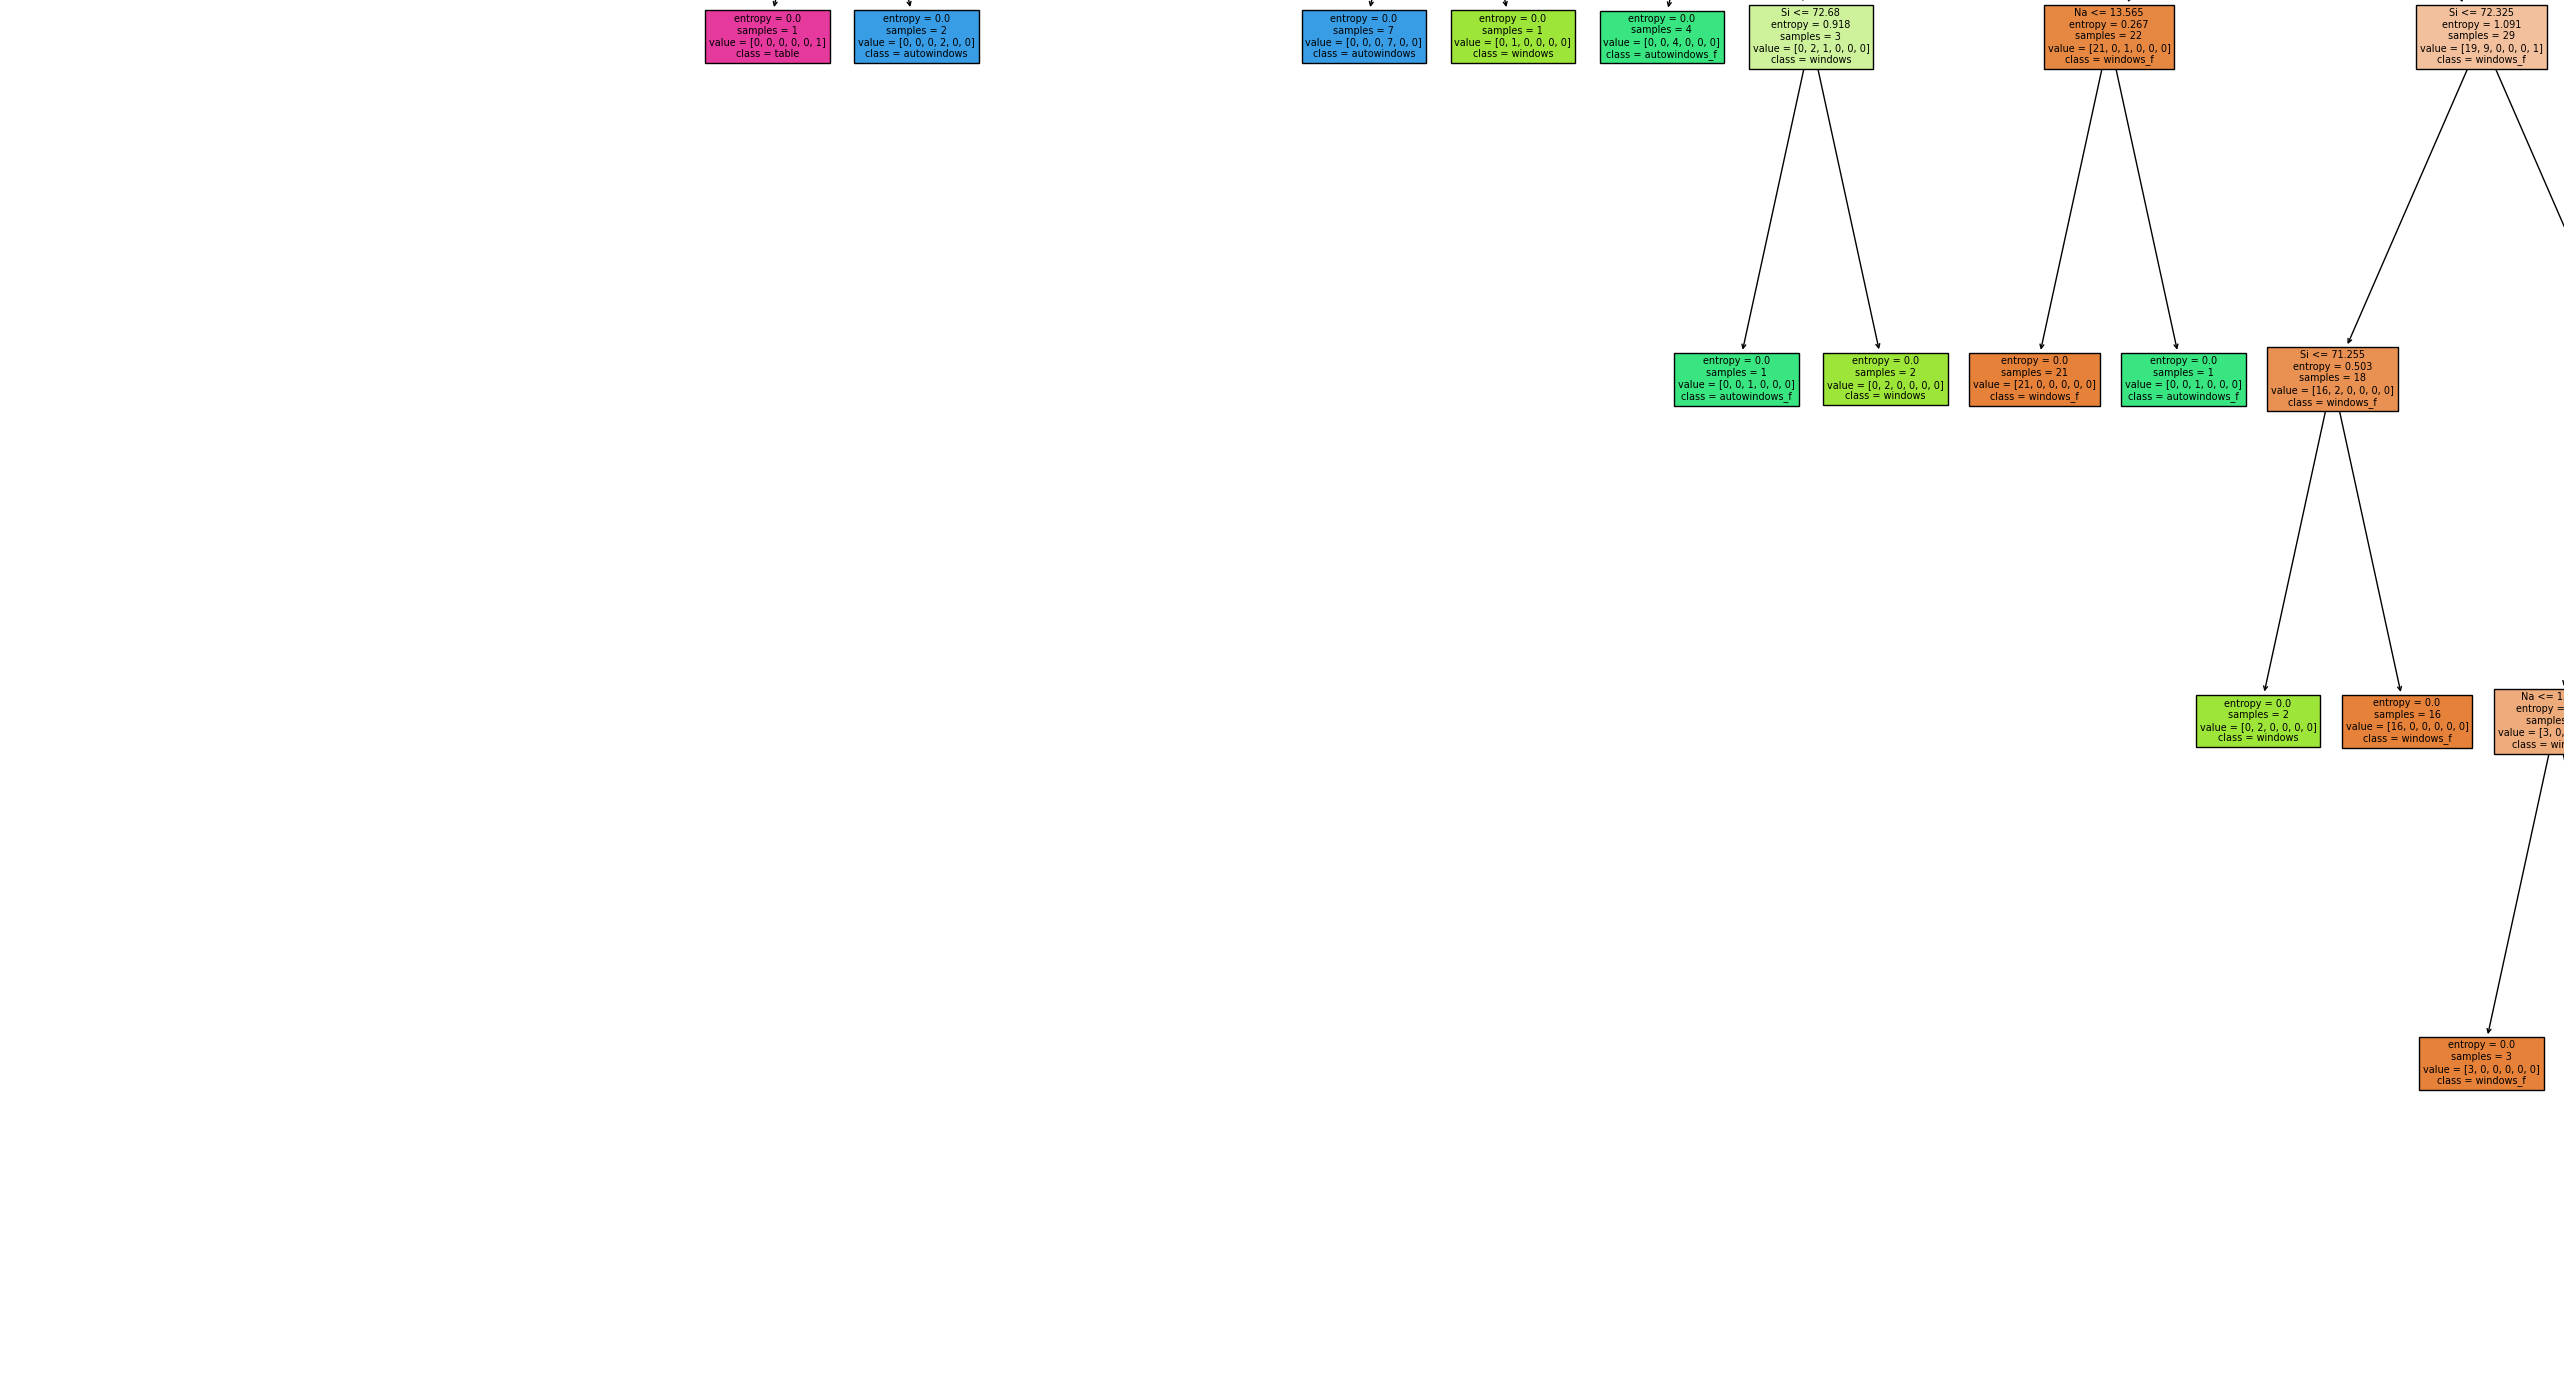 entropy = 0.0
samples = 1
value = [0, 0, 0, 0, 0, 1]
class = table
entropy = 0.0
samples = 2
value = [0, 0, 0, 2, 0, 0]
class = autowindows
entropy = 0.0
samples = 7
value = [0, 0, 0, 7, 0, 0]
class = autowindows
entropy = 0.0
samples = 1
value = [0, 1, 0, 0, 0, 0]
class = windows
entropy = 0.0
samples = 4
value = [0, 0, 4, 0, 0, 0]
class = autowindows_f
Si <= 72.68
entropy = 0.918
samples = 3
value = [0, 2, 1, 0, 0, 0]
class = windows
Na <= 13.565
entropy = 0.267
samples = 22
value = [21, 0, 1, 0, 0, 0]
class = windows_f
Si <= 72.325
entropy = 1.091
samples = 29
value = [19, 9, 0, 0, 0, 1]
class = windows_f
entropy = 0.0
samples = 1
value = [0, 0, 1, 0, 0, 0]
class = autowindows_f
entropy = 0.0
samples = 2
value = [0, 2, 0, 0, 0, 0]
class = windows
entropy = 0.0
samples = 21
value = [21, 0, 0, 0, 0, 0]
class = windows_f
entropy = 0.0
samples = 1
value = [0, 0, 1, 0, 0, 0]
class = autowindows_f
Si <= 71.255
entropy = 0.503
samples = 18
value = [16, 2, 0, 0, 0, 0]
class = windows_f
entropy = 0.0
samples = 2
value = [0, 2, 0, 0, 0, 0]
class = windows
entropy = 0.0
samples = 16
value = [16, 0, 0, 0, 0, 0]
class = windows_f
Na <= 1
entropy =
samples
value = [3, 0,
class = win
entropy = 0.0
samples = 3
value = [3, 0, 0, 0, 0, 0]
class = windows_f